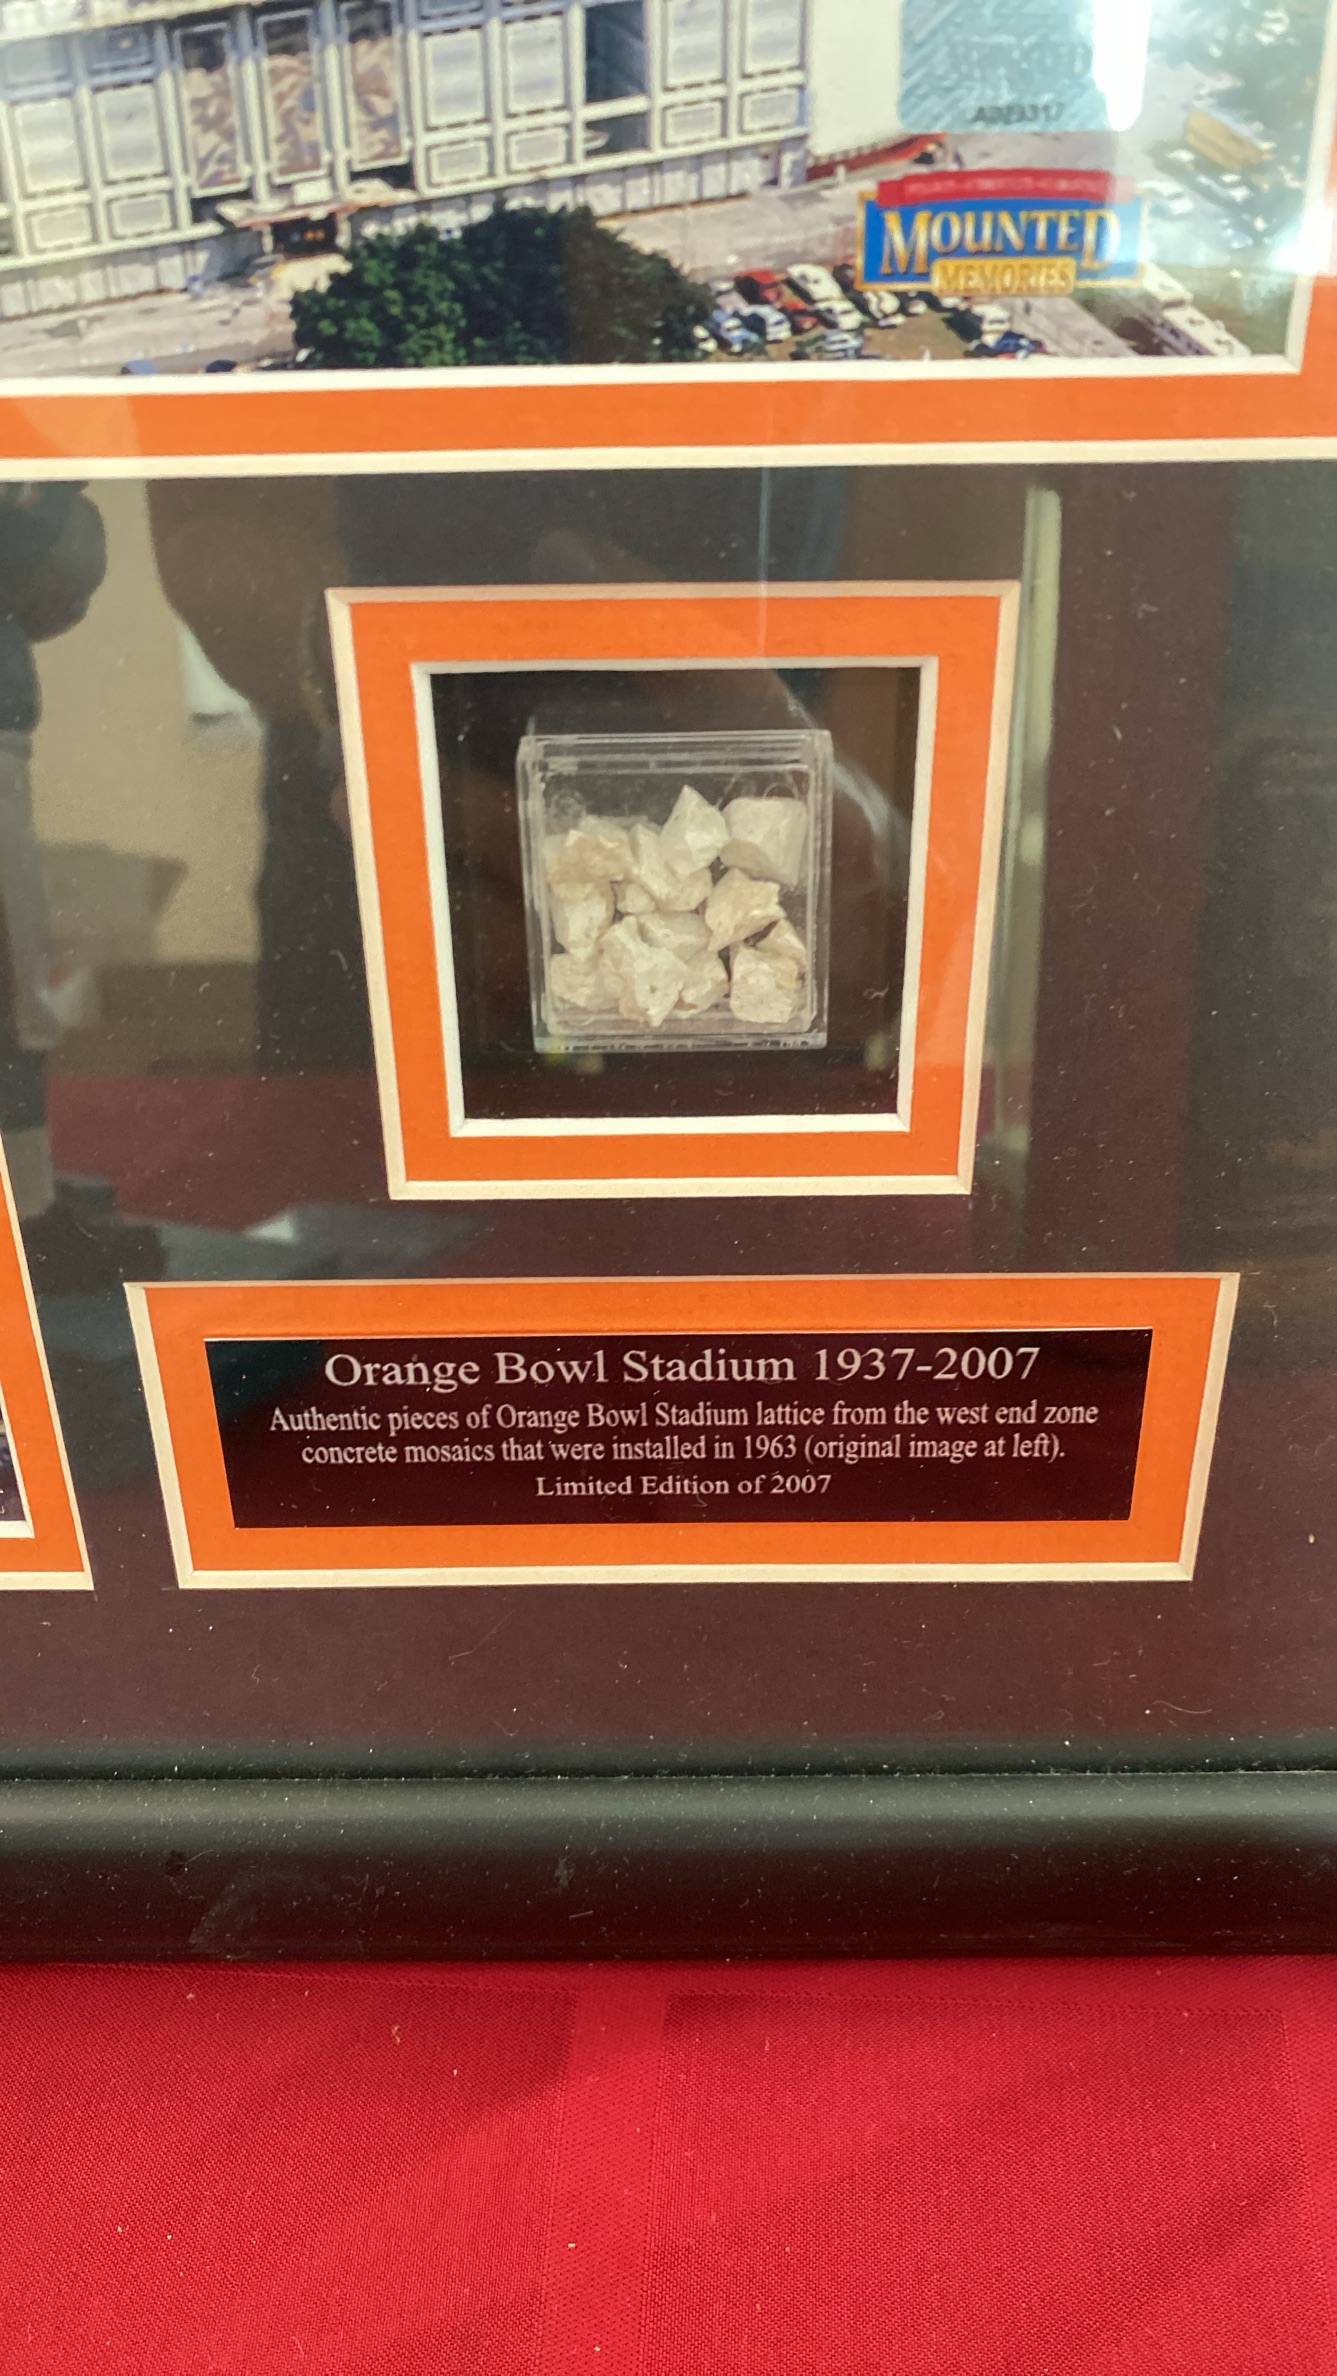 MOUNTED
MEMORIES
Orange Bowl Stadium 1937-2007
Authentic pieces of Orange Bowl Stadium lattice from the west end zone
concrete mosaics that were installed in 1963 (original image at left).
Limited Edition of 2007